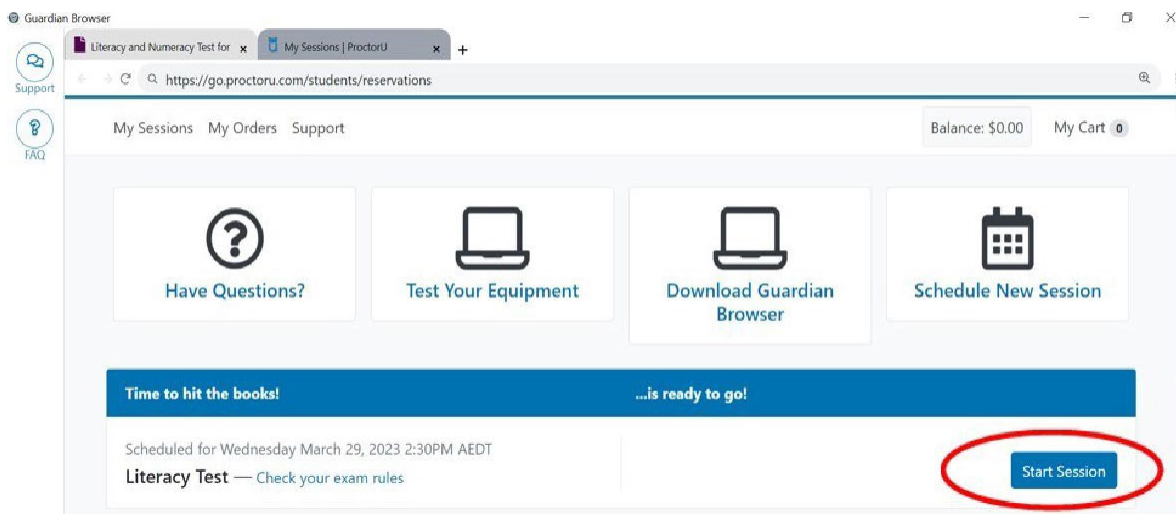 Guardian Browser
Support
FAQ
Literacy and Numeracy Test for x
My Sessions | ProctorU x +
https://go.proctoru.com/students/reservations
My Sessions My Orders Support
Balance: $0.00 My Cart 0
Have Questions?
Test Your Equipment
Download Guardian
Browser
Schedule New Session
Time to hit the books! ...is ready to go!
Scheduled for Wednesday March 29, 2023 2:30PM AEDT
Literacy Test — Check your exam rules
Start Session